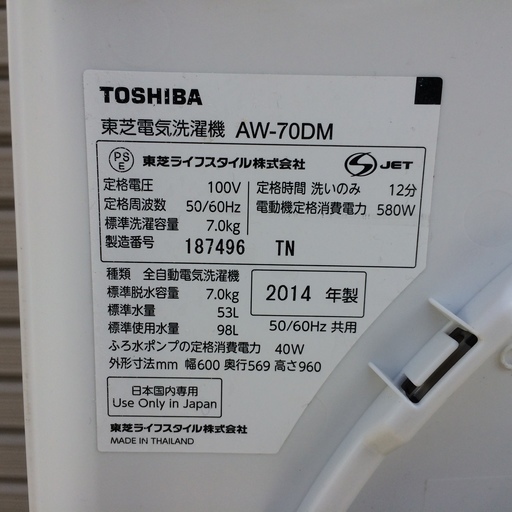 TOSHIBA
東芝電気洗濯機 AW-70DM
PS E 東芝ライフスタイル株式会社 S JET
定格電圧 100V 定格時間 洗いのみ 12分
定格周波数 50/60Hz 電動機定格消費電力 580W
標準洗濯容量 7.0kg
製造番号 187496 TN
種類 全自動電気洗濯機
標準脱水容量 7.0kg 2014 年製
標準水量 53L
標準使用水量 98L 50/60Hz 共用
ふろ水ポンプの定格消費電力 40W
外形寸法mm 幅600 奥行569 高さ960
日本国内専用
Use Only in Japan
東芝ライフスタイル株式会社
MADE IN THAILAND